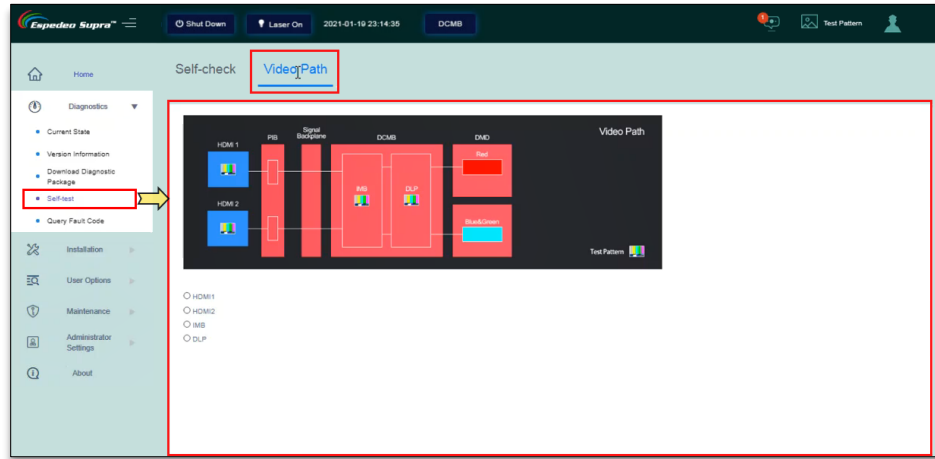 Espedeo Supra™
Shut Down
Laser On
2021-01-19 23:14:35
DCMB
1
Test Pattern
Home
Diagnostics
Current State
Version Information
Download Diagnostic
Package
Self-test
Query Fault Code
Installation
User Options
Maintenance
Administrator
Settings
About
Self-check
Video Path
Video Path
HDMI 1
PIB
Signal
Backplane
DCMB
DMD
Red
IMB
DLP
HDMI 2
Blue&Green
Test Pattern
HDMI1
HDMI2
IMB
DLP